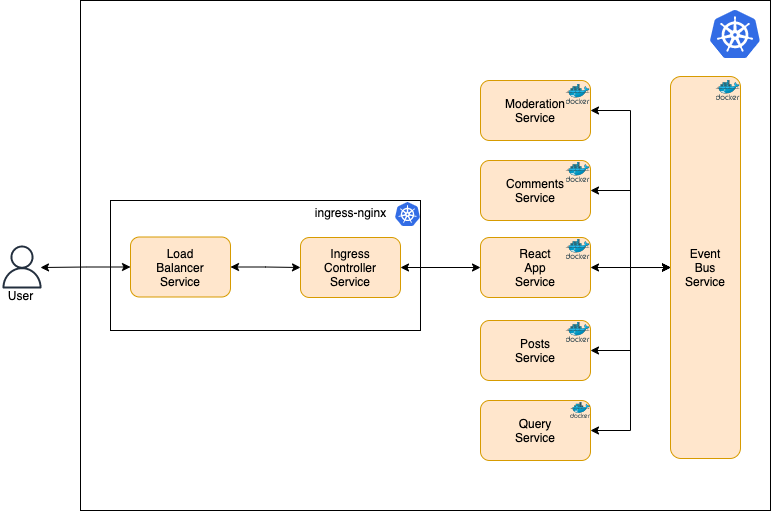 docker
Moderation
Service
docker
docker
Comments
Service
ingress-nginx
Load
Balancer
Service
Ingress
Controller
Service
docker
React
App
Service
Event
Bus
Service
User
docker
Posts
Service
docker
Query
Service